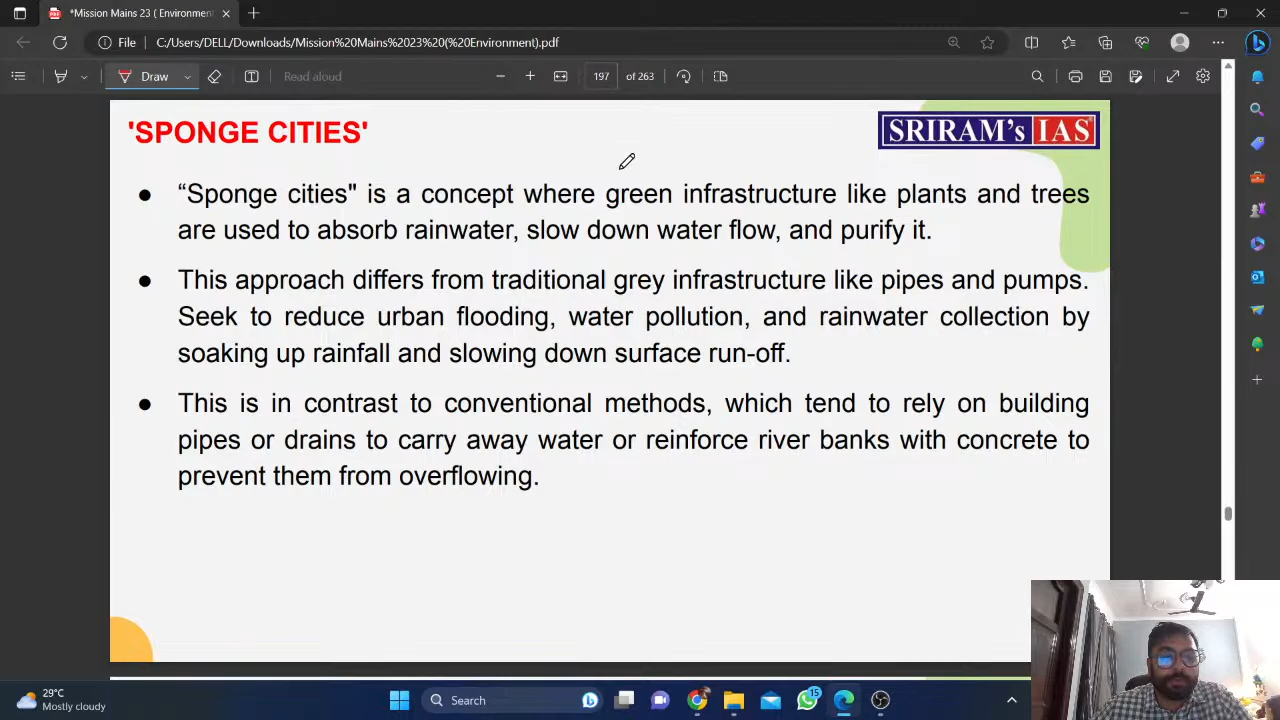 *Mission Mains 23 ( Environment
File C:/Users/DELL/Downloads/Mission%20Mains%2023%20(%20Environment).pdf
Draw Read aloud 197 of 263
'SPONGE CITIES'
SRIRAM's IAS
● “Sponge cities" is a concept where green infrastructure like plants and trees
are used to absorb rainwater, slow down water flow, and purify it.
● This approach differs from traditional grey infrastructure like pipes and pumps.
Seek to reduce urban flooding, water pollution, and rainwater collection by
soaking up rainfall and slowing down surface run-off.
● This is in contrast to conventional methods, which tend to rely on building
pipes or drains to carry away water or reinforce river banks with concrete to
prevent them from overflowing.
29°C
Mostly cloudy
Search
15